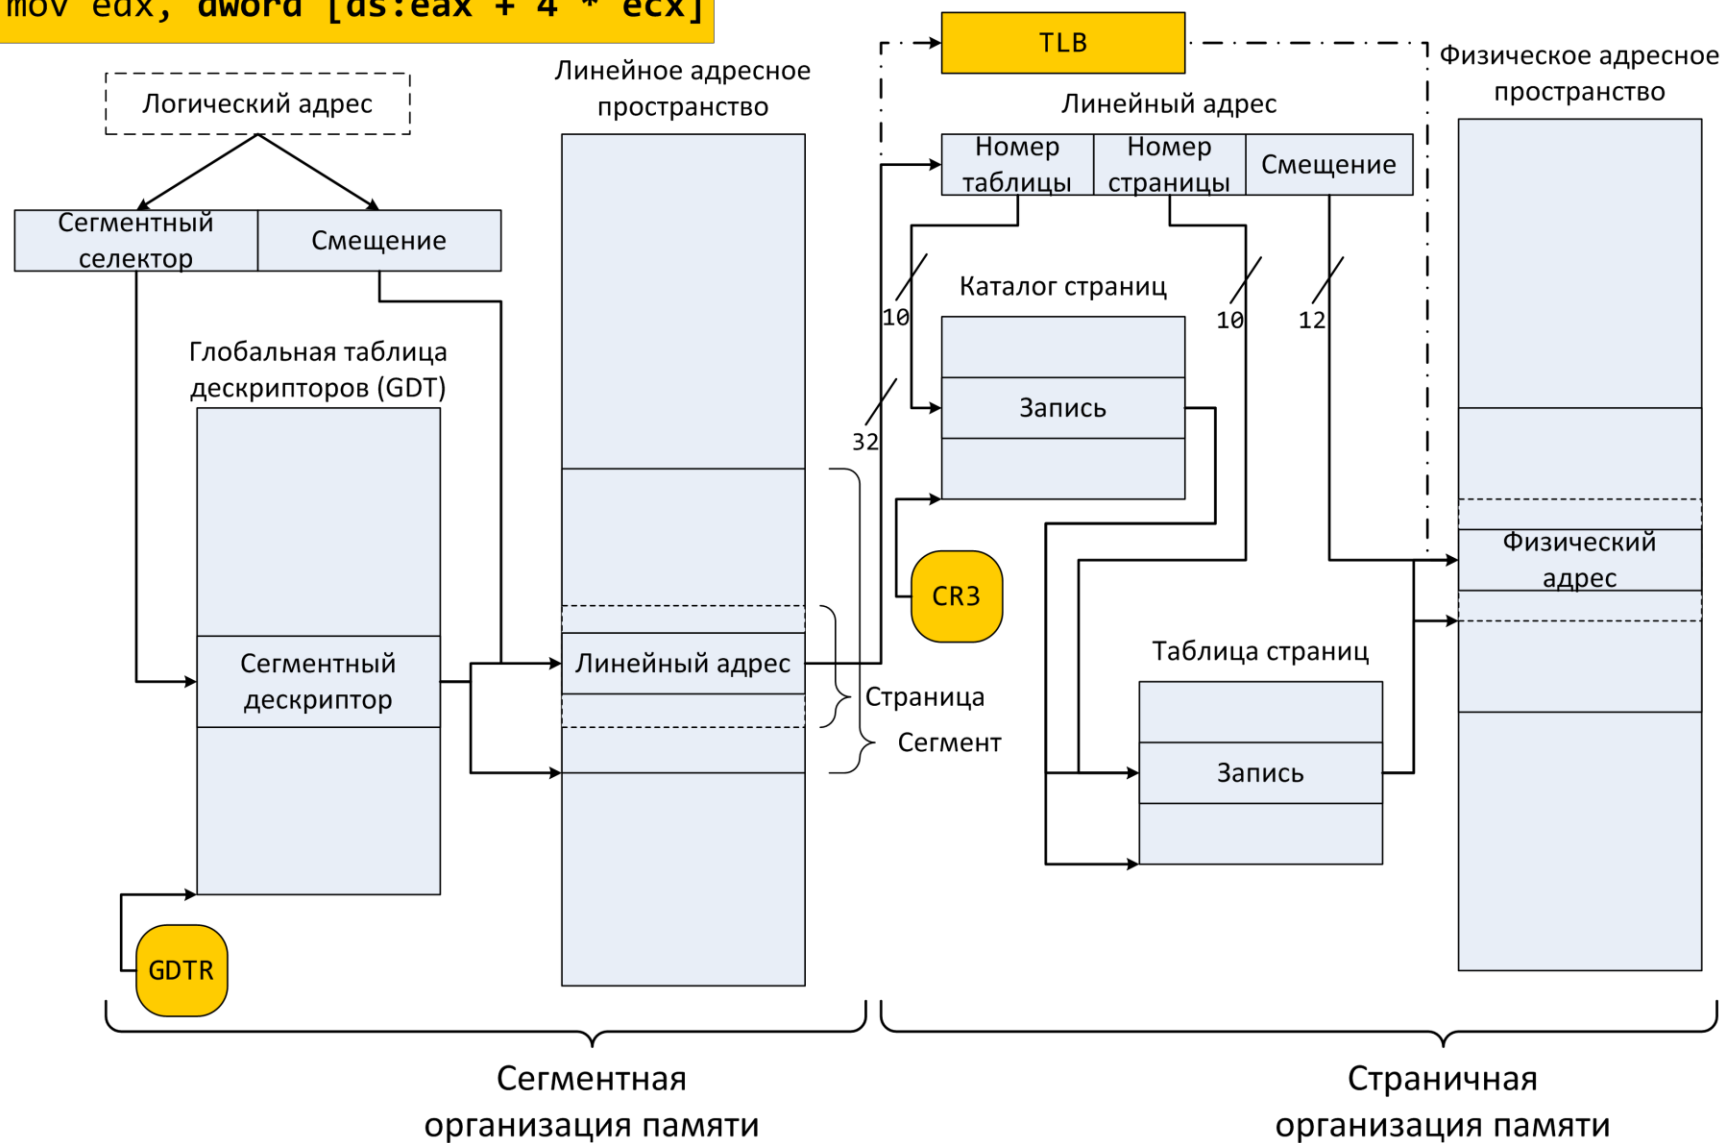 mov edx, dword [ds:eax + 4 * ecx]
TLB
Линейное адресное
пространство
Физическое адресное
пространство
Логический адрес
Линейный адрес
Номер
таблицы
Номер
страницы
Смещение
Сегментный
селектор
Смещение
Каталог страниц
10
10
12
Глобальная таблица
дескрипторов (GDT)
Запись
32
Физический
адрес
CR3
Таблица страниц
Сегментный
дескриптор
Линейный адрес
Страница
Сегмент
Запись
GDTR
Сегментная
организация памяти
Страничная
организация памяти